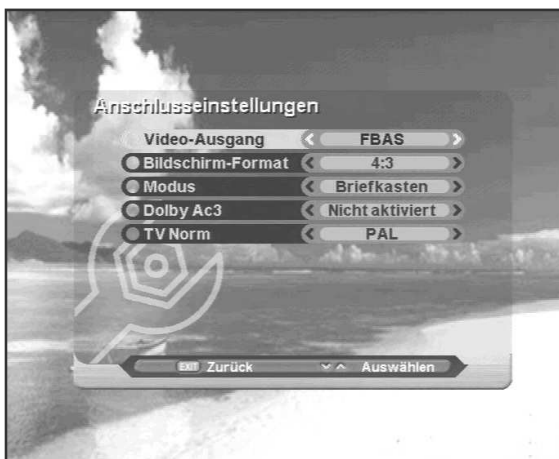 Anschlusseinstellungen
Video-Ausgang FBAS
Bildschirm-Format 4:3
Modus Briefkasten
Dolby Ac3 Nicht aktiviert
TV Norm PAL
EXIT Zurück Auswählen